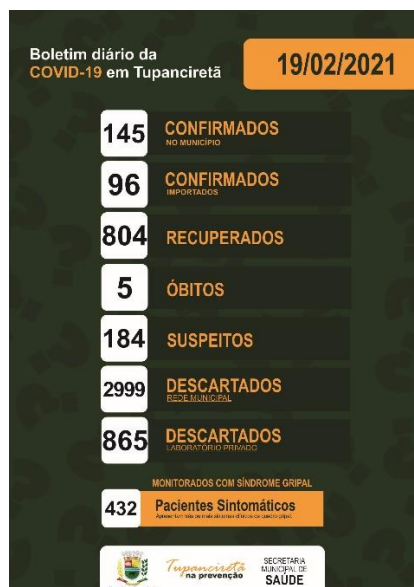 Boletim diário da
COVID-19 em Tupanciretã
19/02/2021
145 CONFIRMADOS
NO MUNICÍPIO
96 CONFIRMADOS
IMPORTADOS
804 RECUPERADOS
5 ÓBITOS
184 SUSPEITOS
2999 DESCARTADOS
REDE MUNICIPAL
865 DESCARTADOS
LABORATÓRIO PRIVADO
MONITORADOS COM SÍNDROME GRIPAL
432 Pacientes Sintomáticos
Tupanciretã
na prevenção
SECRETARIA
MUNICIPAL DE
SAÚDE